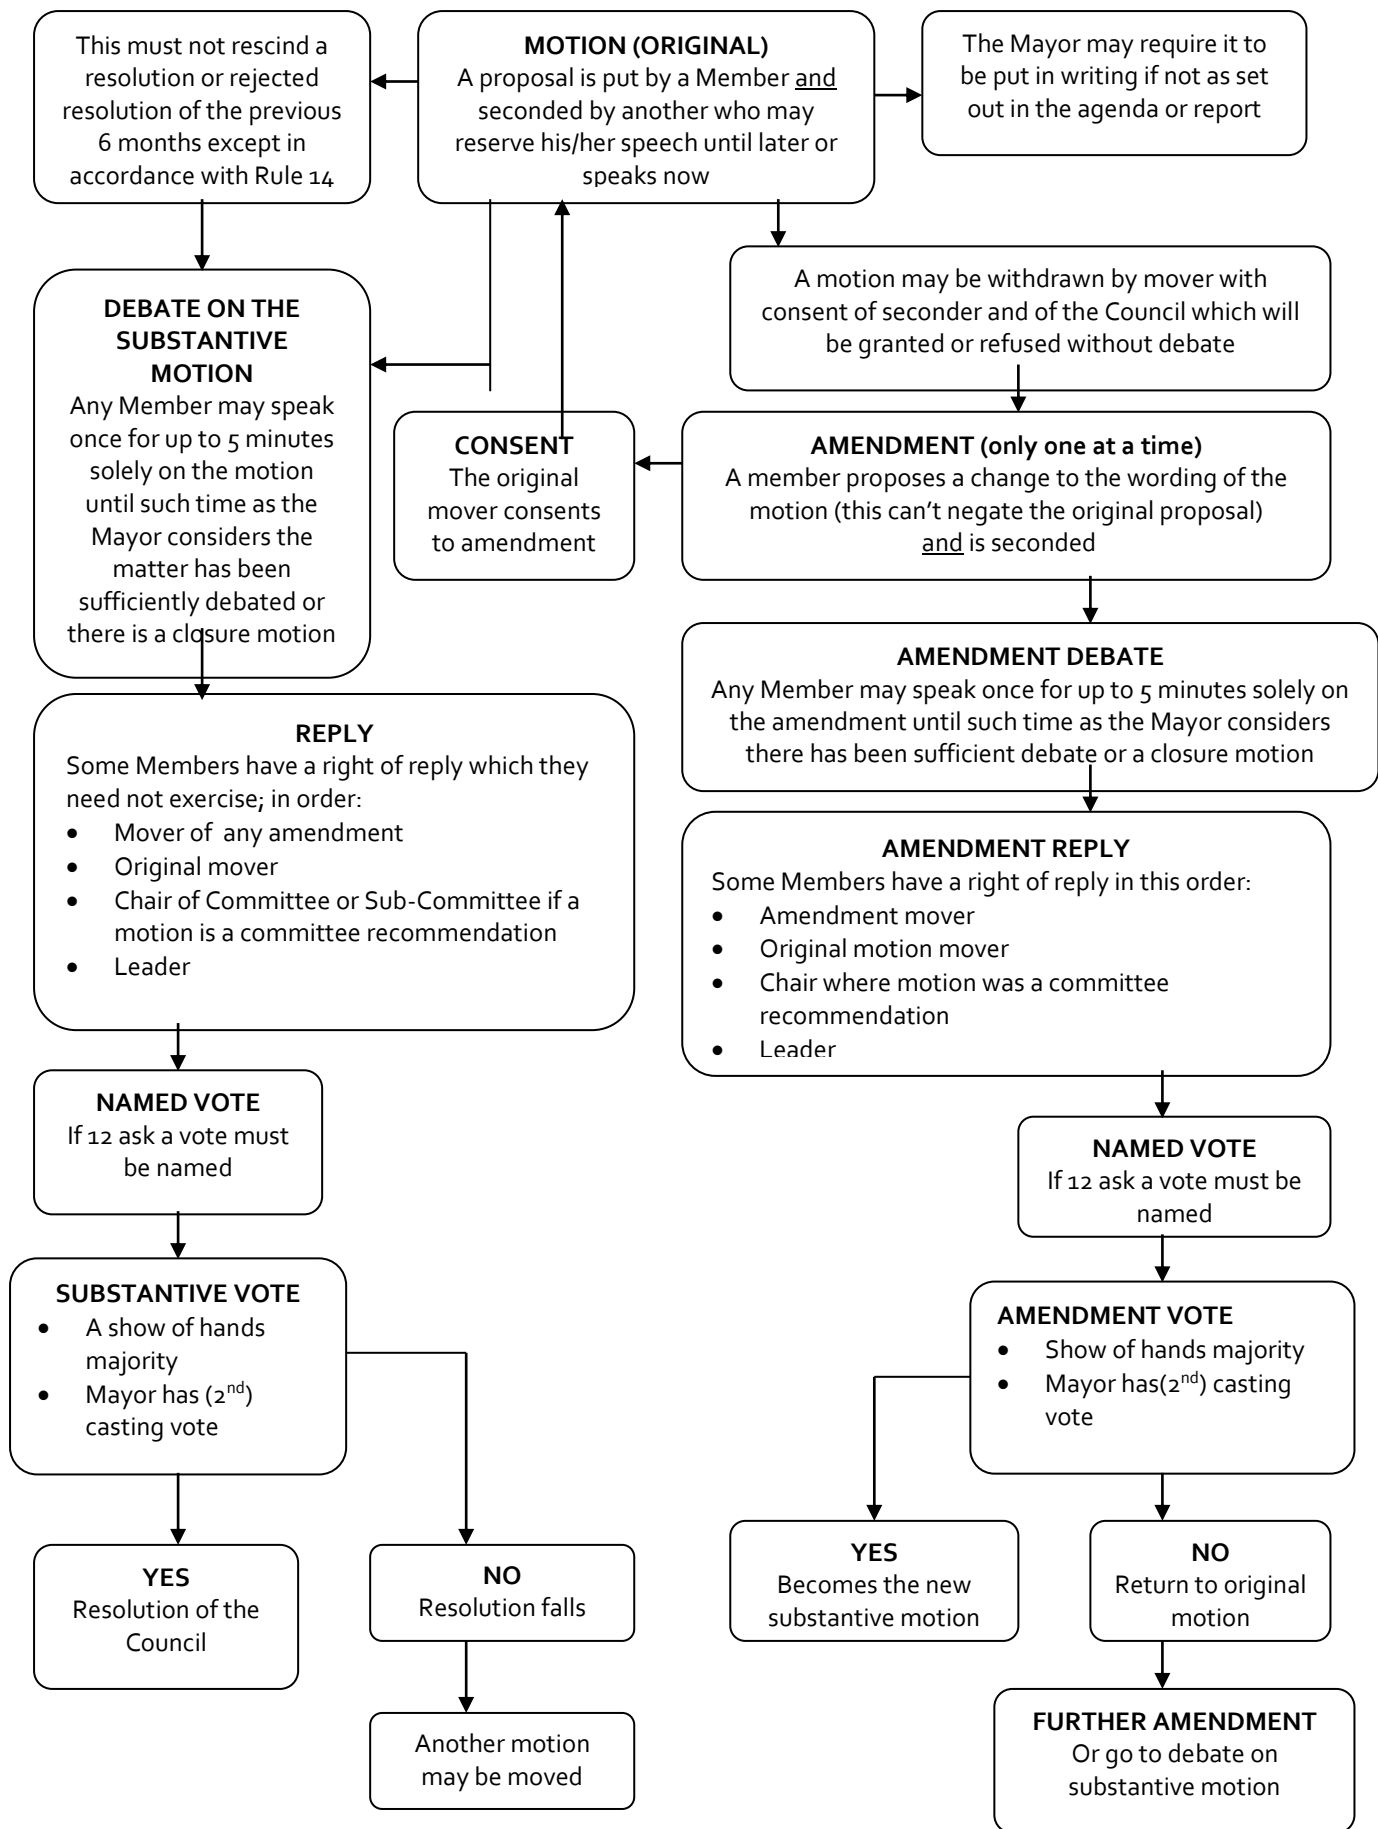 This must not rescind a
resolution or rejected
resolution of the previous
6 months except in
accordance with Rule 14
MOTION (ORIGINAL)
A proposal is put by a Member and
seconded by another who may
reserve his/her speech until later or
speaks now
The Mayor may require it to
be put in writing if not as set
out in the agenda or report
A motion may be withdrawn by mover with
consent of seconder and of the Council which will
be granted or refused without debate
DEBATE ON THE
SUBSTANTIVE
MOTION
Any Member may speak
once for up to 5 minutes
solely on the motion
until such time as the
Mayor considers the
matter has been
sufficiently debated or
there is a closure motion
CONSENT
The original
mover consents
to amendment
AMENDMENT (only one at a time)
A member proposes a change to the wording of the
motion (this can't negate the original proposal)
and is seconded
AMENDMENT DEBATE
Any Member may speak once for up to 5 minutes solely on
the amendment until such time as the Mayor considers
there has been sufficient debate or a closure motion
REPLY
Some Members have a right of reply which they
need not exercise; in order:
• Mover of any amendment
• Original mover
• Chair of Committee or Sub-Committee if a
motion is a committee recommendation
• Leader
AMENDMENT REPLY
Some Members have a right of reply in this order:
• Amendment mover
• Original motion mover
• Chair where motion was a committee
recommendation
• Leader
NAMED VOTE
If 12 ask a vote must
be named
NAMED VOTE
If 12 ask a vote must be
named
SUBSTANTIVE VOTE
• A show of hands
majority
• Mayor has (2nd)
casting vote
AMENDMENT VOTE
• Show of hands majority
• Mayor has(2nd) casting
vote
YES
Resolution of the
Council
NO
Resolution falls
YES
Becomes the new
substantive motion
NO
Return to original
motion
Another motion
may be moved
FURTHER AMENDMENT
Or go to debate on
substantive motion